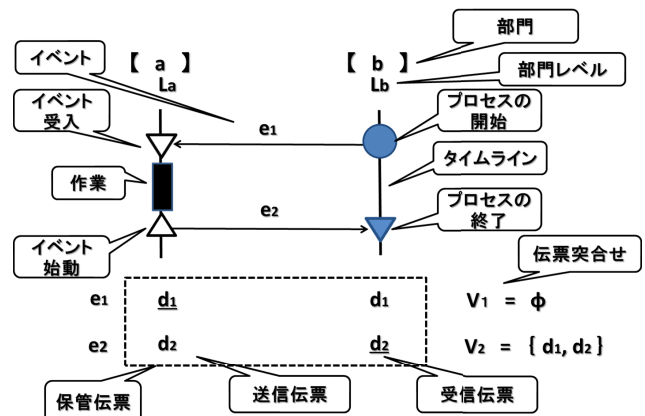 部門
イベント
【 a 】
【 b 】
部門レベル
La
Lb
イベント
受入
プロセスの
開始
e1
タイムライン
作業
プロセスの
終了
e2
イベント
始動
伝票突合せ
e1 d1 d1 V1 = ϕ
e2 d2 d2 V2 = { d1, d2 }
保管伝票
送信伝票
受信伝票